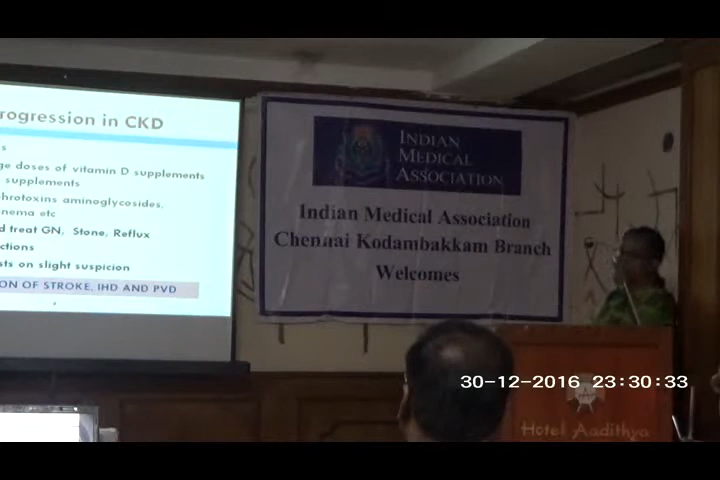 rogression in CKD
s
ge doses of vitamin D supplements
supplements
hrotoxins aminoglycosides,
nema etc
d treat GN, Stone, Reflux
ctions
sts on slight suspicion
ON OF STROKE, IHD AND PVD
INDIAN
MEDICAL
ASSOCIATION
Indian Medical Association
Chennai Kodambakkam Branch
Welcomes
30-12-2016 23:30:33
Hotel Aadithya